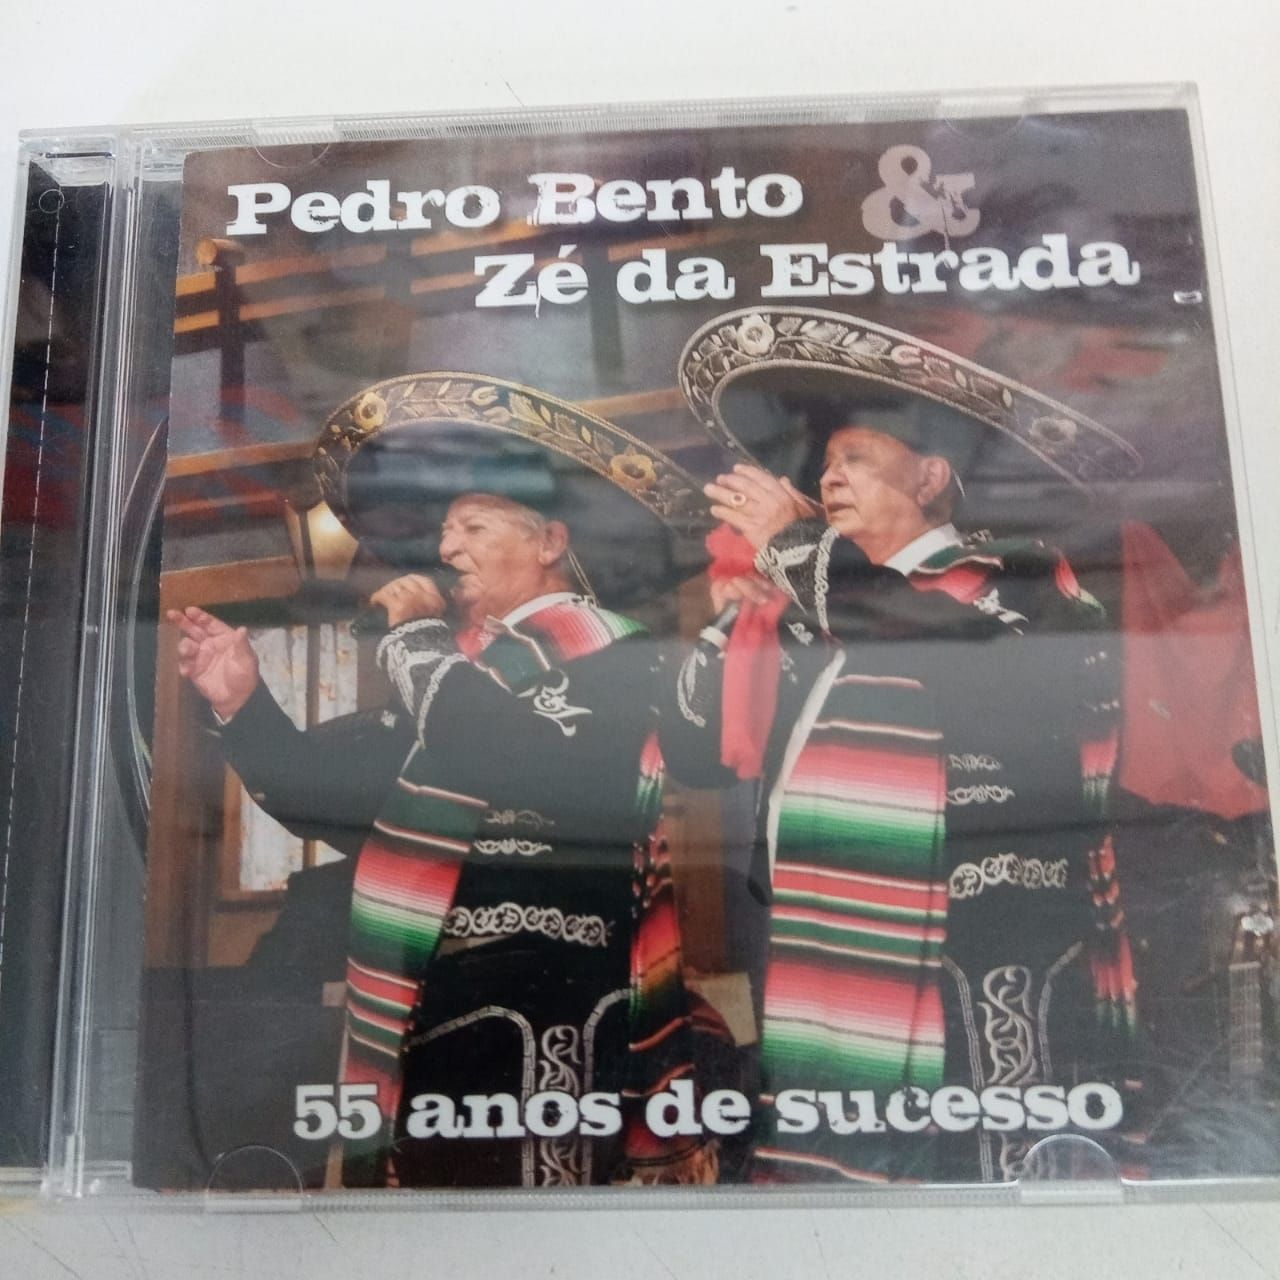 Pedro Bento &
Zé da Estrada
55 anos de sucesso